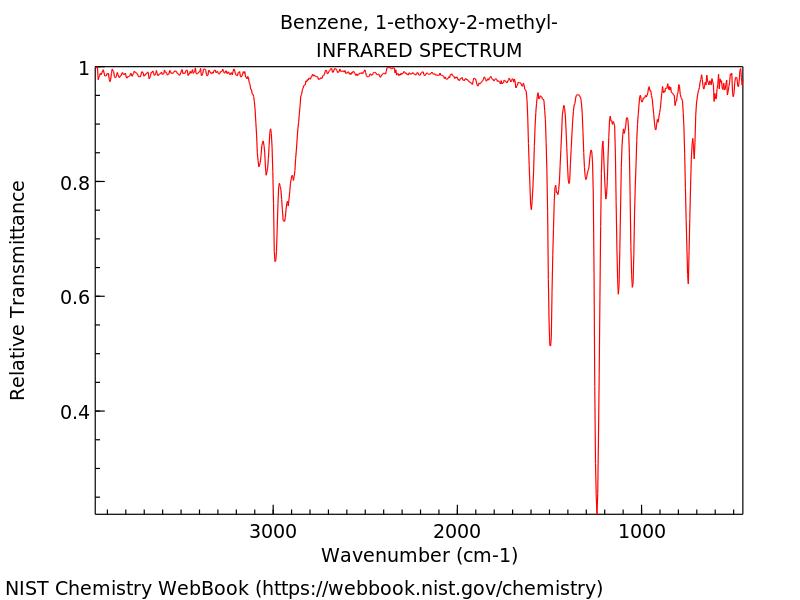 Benzene, 1-ethoxy-2-methyl-
INFRARED SPECTRUM
1
0.8
0.6
0.4
Relative Transmittance
3000 2000 1000
Wavenumber (cm-1)
NIST Chemistry WebBook (https://webbook.nist.gov/chemistry)